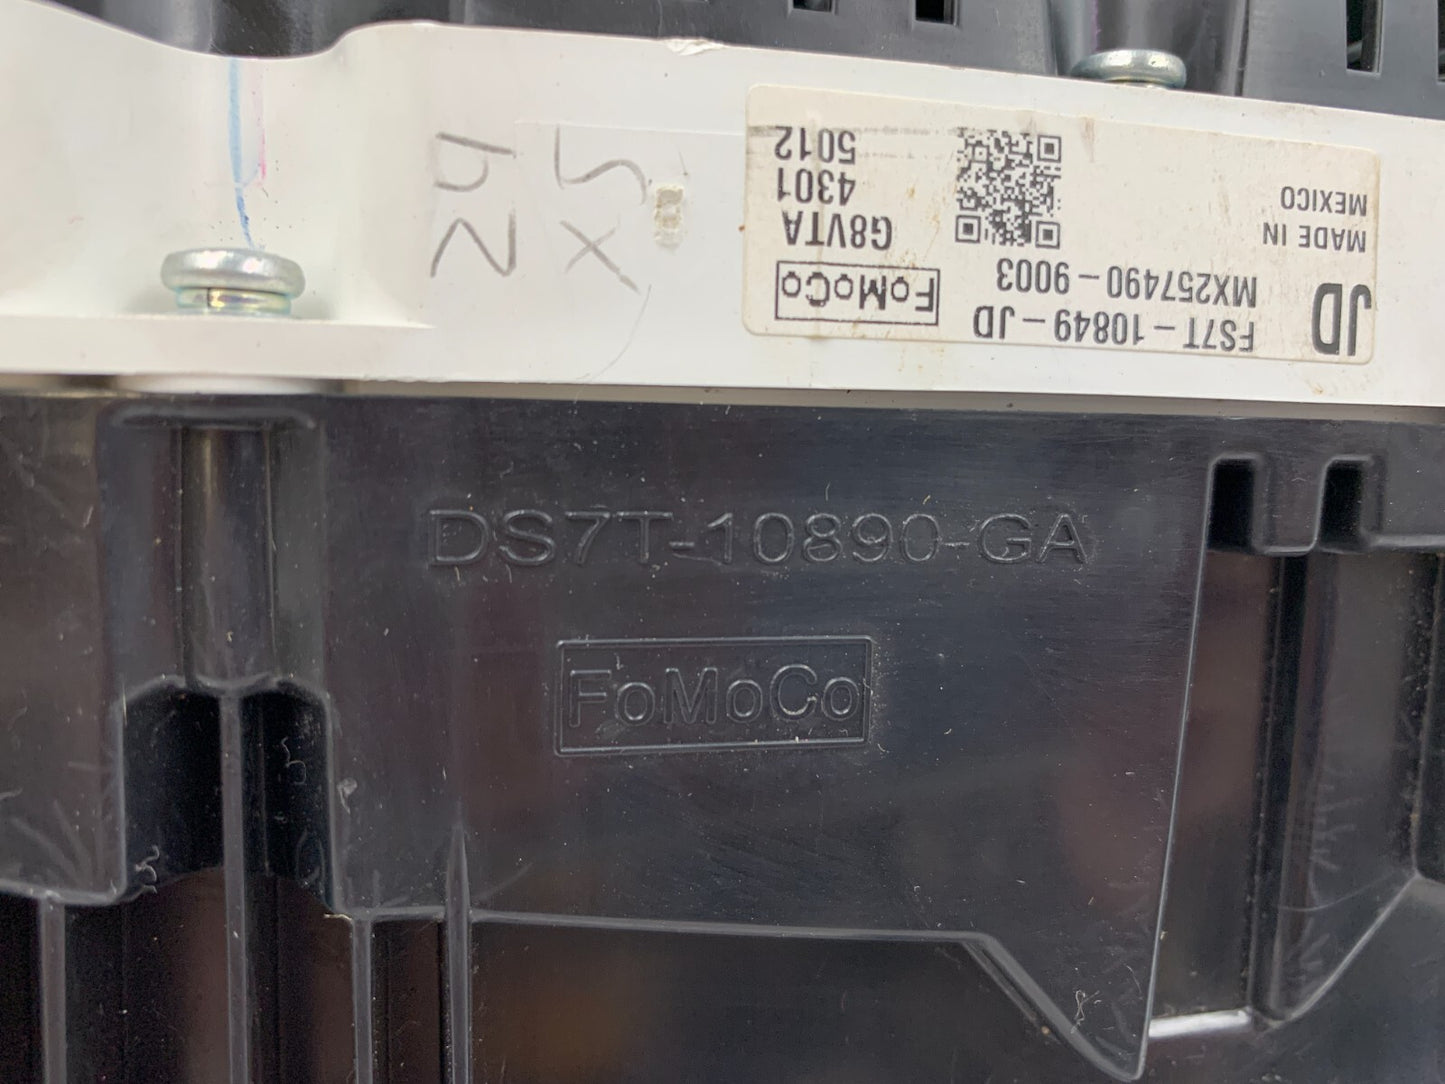 JD
FS7T-10849-JD
MX257490-9003
MADE IN
MEXICO
FoMoCo
G8VTA
4301
5012
DS7T-10890-GA
FoMoCo